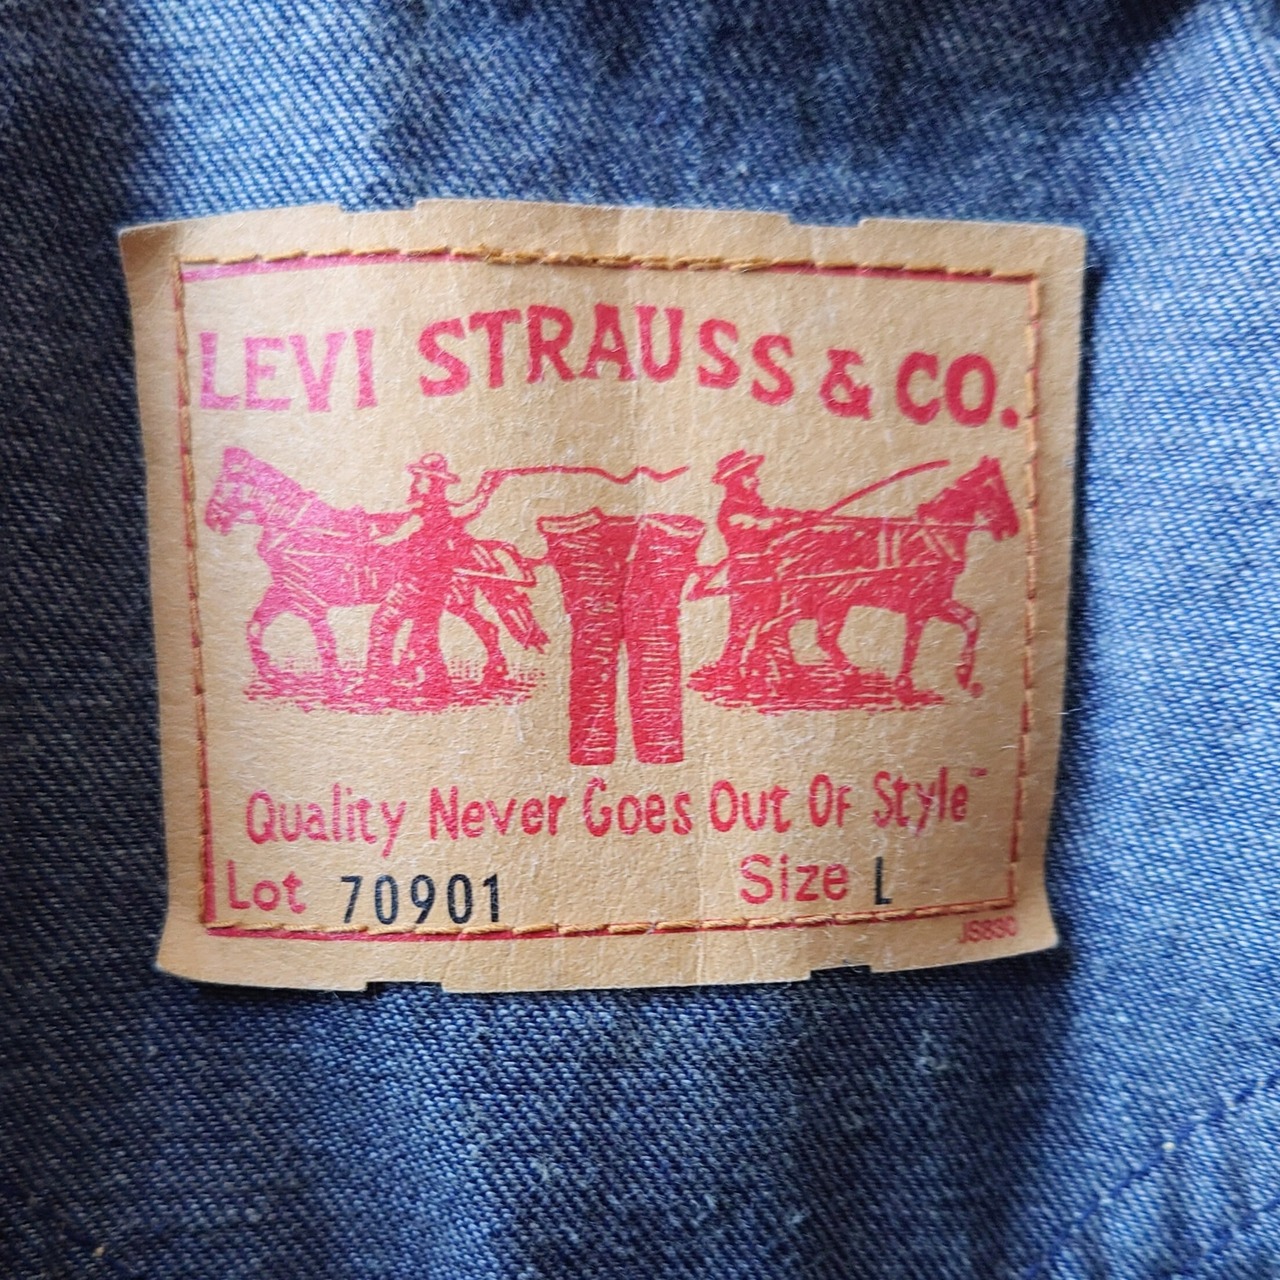 LEVI STRAUSS & CO.
Quality Never Goes Out Of Style™
Lot 70901 Size L